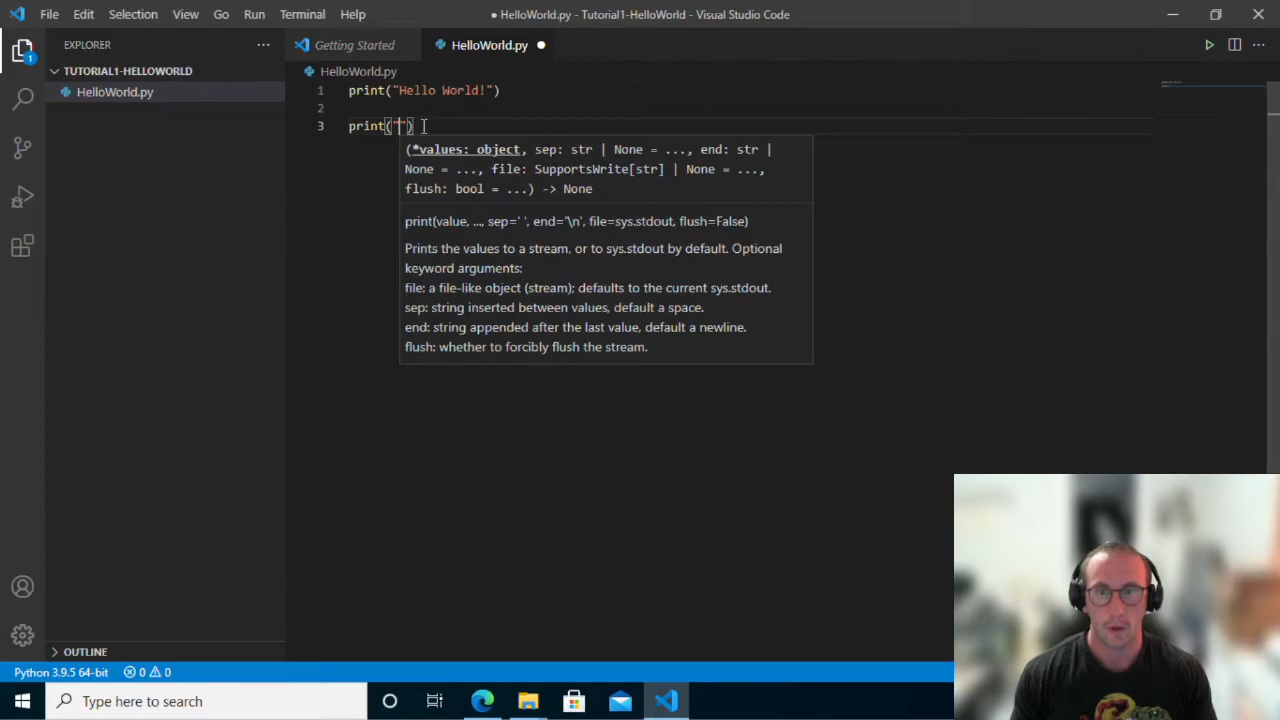 File Edit Selection View Go Run Terminal Help
● HelloWorld.py - Tutorial1-HelloWorld - Visual Studio Code
1
EXPLORER
Getting Started
HelloWorld.py
TUTORIAL1-HELLOWORLD
HelloWorld.py
HelloWorld.py
1 print("Hello World!")
2
3 print("")
(*values: object, sep: str | None = ..., end: str |
None = ..., file: SupportsWrite[str] | None = ...,
flush: bool = ...) -> None
print(value, ..., sep=' ', end='\n', file=sys.stdout, flush=False)
Prints the values to a stream, or to sys.stdout by default. Optional
keyword arguments:
file: a file-like object (stream); defaults to the current sys.stdout.
sep: string inserted between values, default a space.
end: string appended after the last value, default a newline.
flush: whether to forcibly flush the stream.
OUTLINE
Python 3.9.5 64-bit 0 0
Type here to search